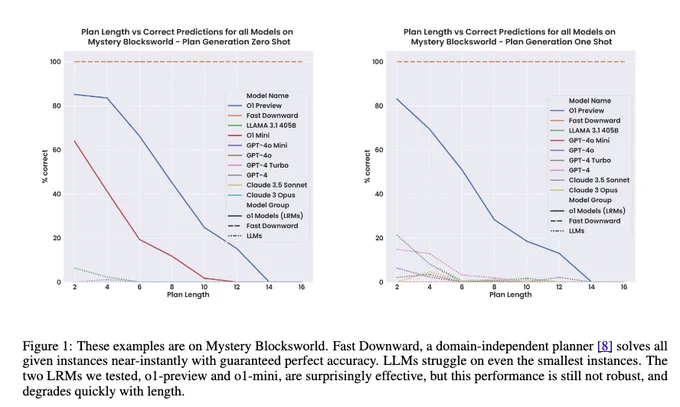 Plan Length vs Correct Predictions for all Models on
Mystery Blocksworld - Plan Generation Zero Shot
100
80
60
40
20
0
% correct
2 4 6 8 10 12 14 16
Plan Length
Model Name
O1 Preview
Fast Downward
LLAMA 3.1 405B
O1 Mini
GPT-4o Mini
GPT-4o
GPT-4 Turbo
GPT-4
Claude 3.5 Sonnet
Claude 3 Opus
Model Group
o1 Models (LRMs)
Fast Downward
LLMs
Plan Length vs Correct Predictions for all Models on
Mystery Blocksworld - Plan Generation One Shot
100
80
60
40
20
0
% correct
2 4 6 8 10 12 14 16
Plan Length
Model Name
O1 Preview
Fast Downward
LLAMA 3.1 405B
GPT-4o Mini
GPT-4o
GPT-4 Turbo
GPT-4
Claude 3.5 Sonnet
Claude 3 Opus
Model Group
o1 Models (LRMs)
Fast Downward
LLMs
Figure 1: These examples are on Mystery Blocksworld. Fast Downward, a domain-independent planner [8] solves all
given instances near-instantly with guaranteed perfect accuracy. LLMs struggle on even the smallest instances. The
two LRMs we tested, o1-preview and o1-mini, are surprisingly effective, but this performance is still not robust, and
degrades quickly with length.